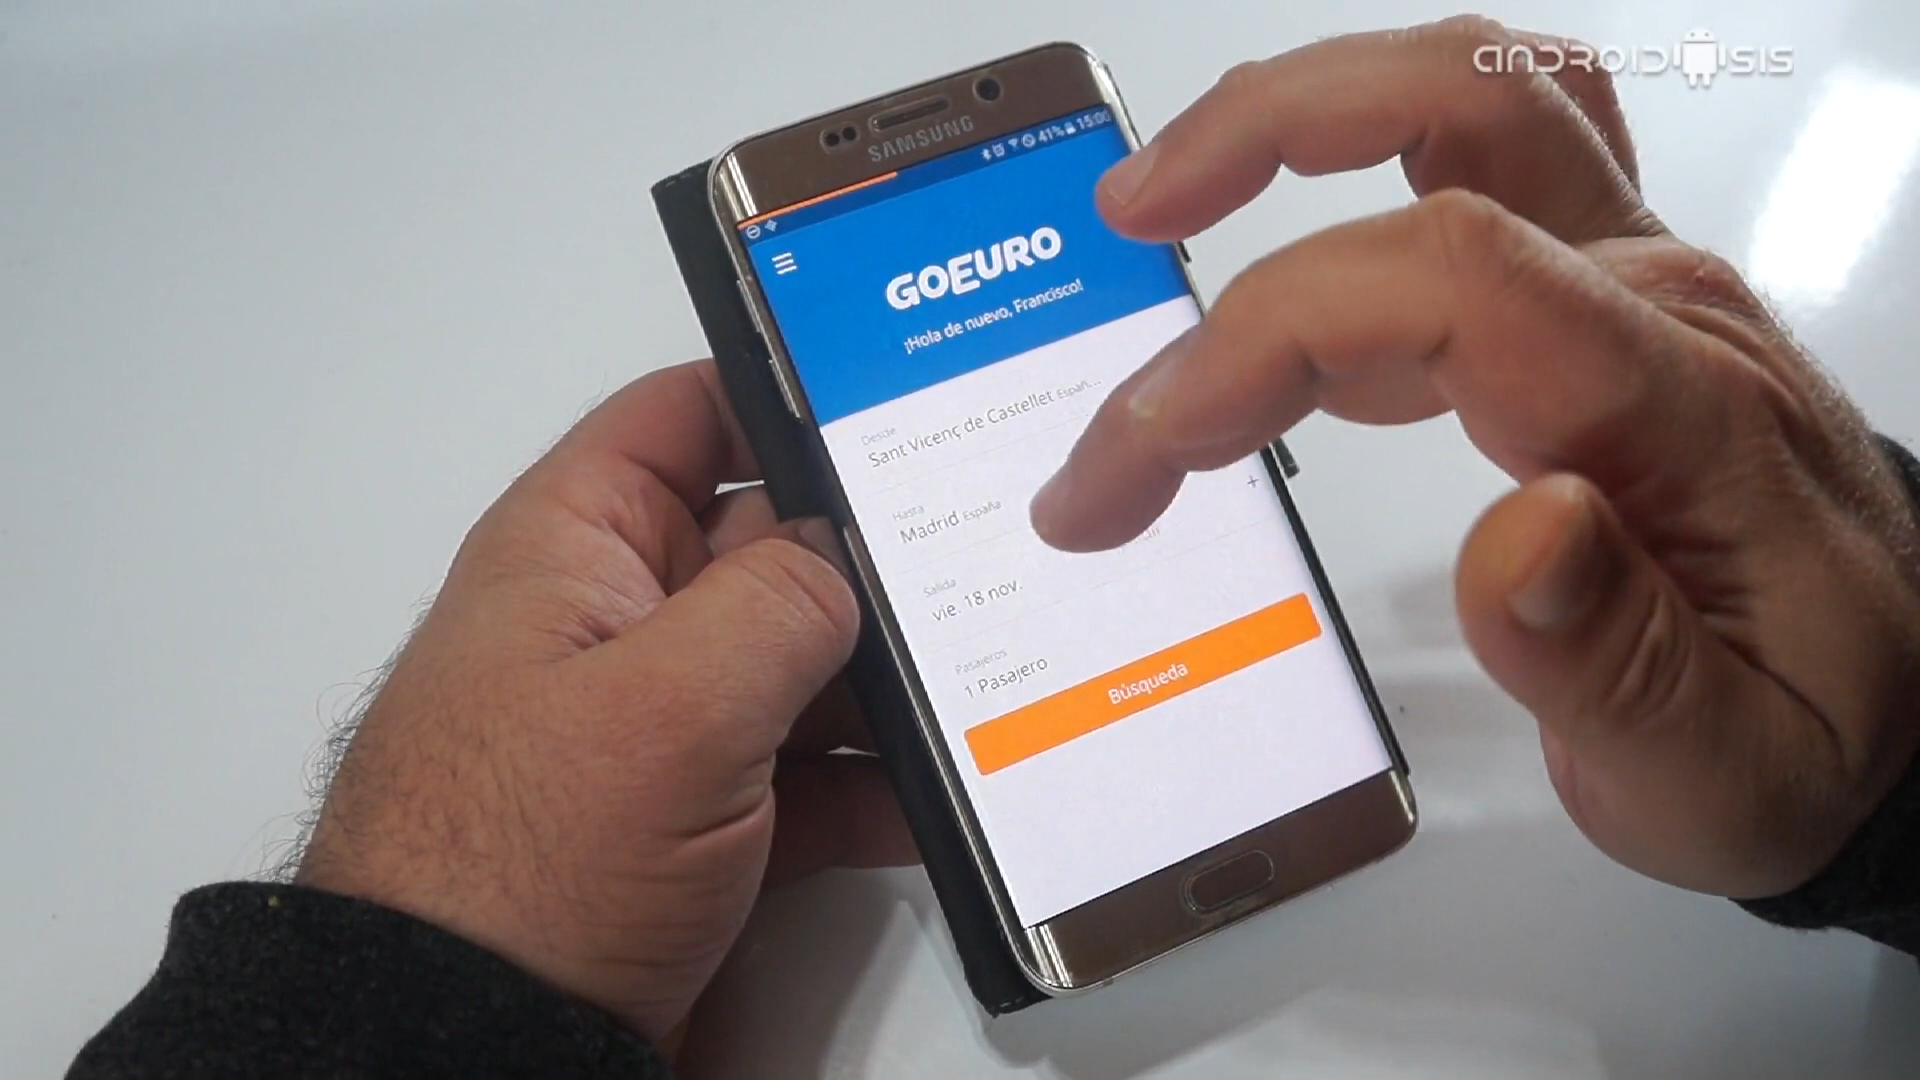 ANDROIDSIS
SAMSUNG
41% 15:00
GOEURO
¡Hola de nuevo, Francisco!
Desde
Sant Vicenç de Castellet Españ...
Hasta
Madrid España
Salida
vie. 18 nov.
Pasajeros
1 Pasajero
Búsqueda